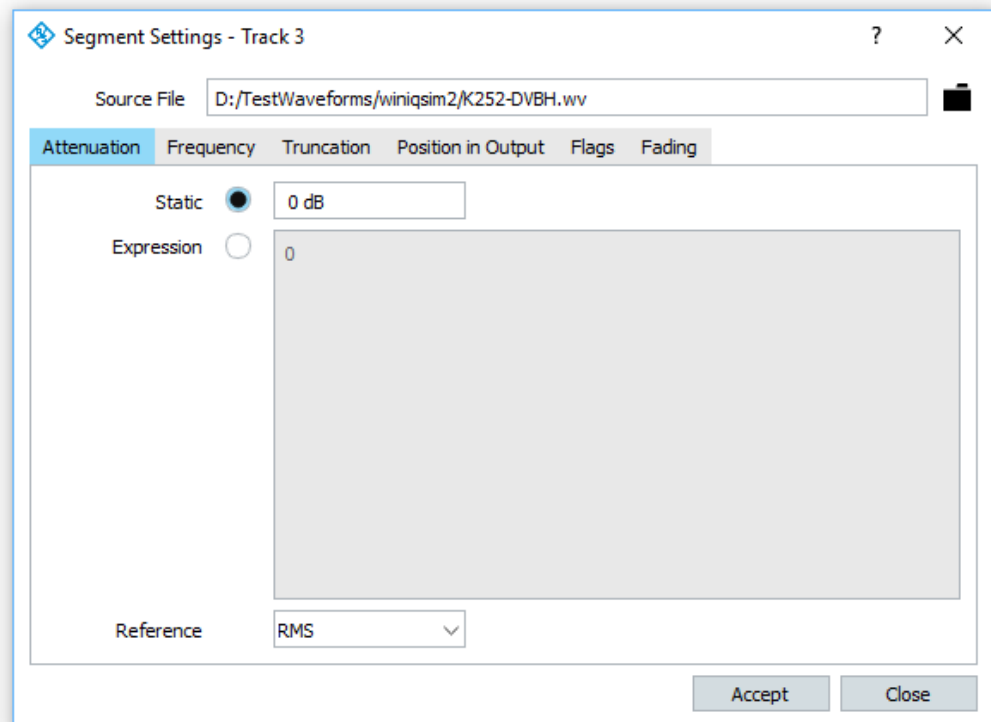 Segment Settings - Track 3 ?
Source File D:/TestWaveforms/winiqsim2/K252-DVBH.wv
Attenuation Frequency Truncation Position in Output Flags Fading
Static 0 dB
Expression 0
Reference RMS
Accept Close